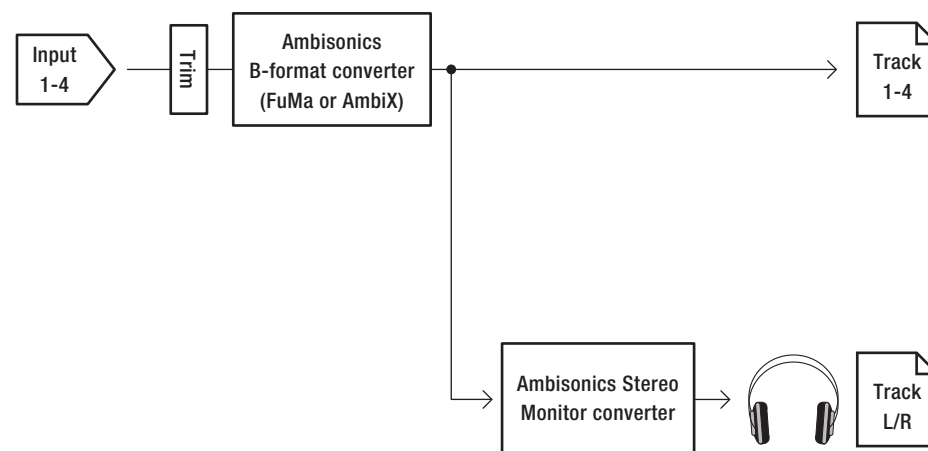 Input
1-4
Trim
Ambisonics
B-format converter
(FuMa or AmbiX)
Track
1-4
Ambisonics Stereo
Monitor converter
Track
L/R